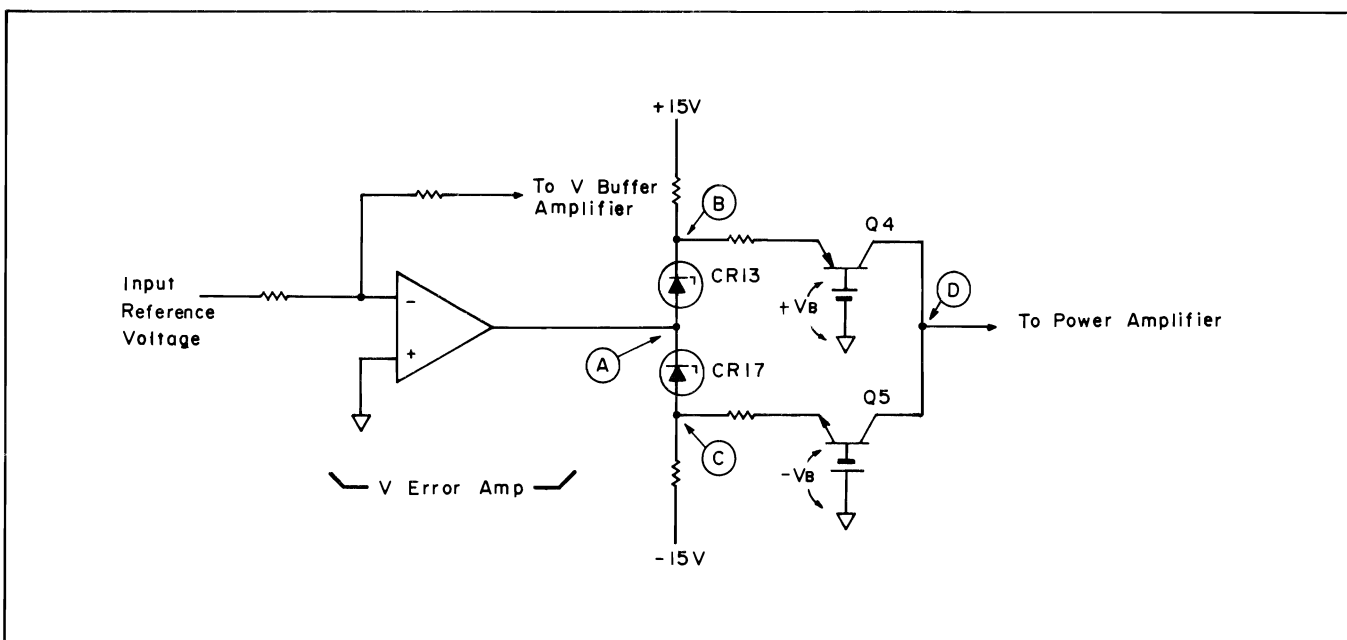 +15V
To V Buffer
Amplifier
B
Q4
CR13
Input
Reference
Voltage
−
+
+VB
D
To Power Amplifier
A
CR17
Q5
C
−VB
V Error Amp
−15V